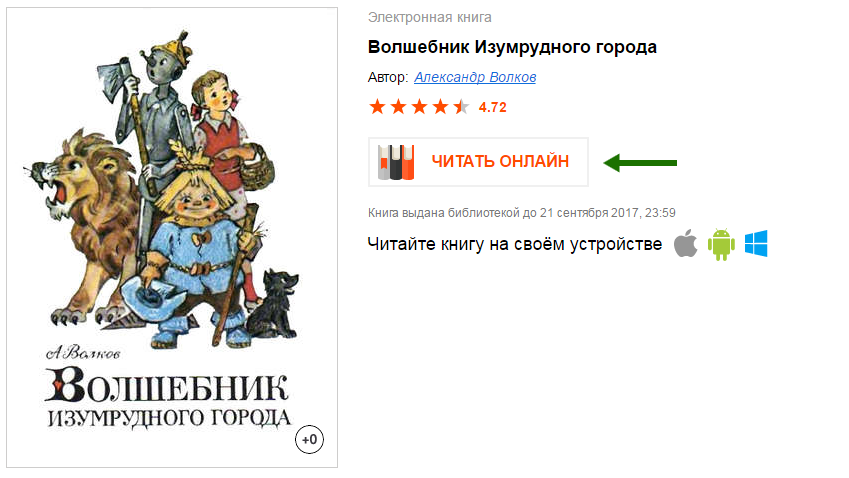 Электронная книга
Волшебник Изумрудного города
Автор: Александр Волков
4.72
ЧИТАТЬ ОНЛАЙН
Книга выдана библиотекой до 21 сентября 2017, 23:59
Читайте книгу на своём устройстве
А Волков
ВОЛШЕБНИК
ИЗУМРУДНОГО ГОРОДА
+0